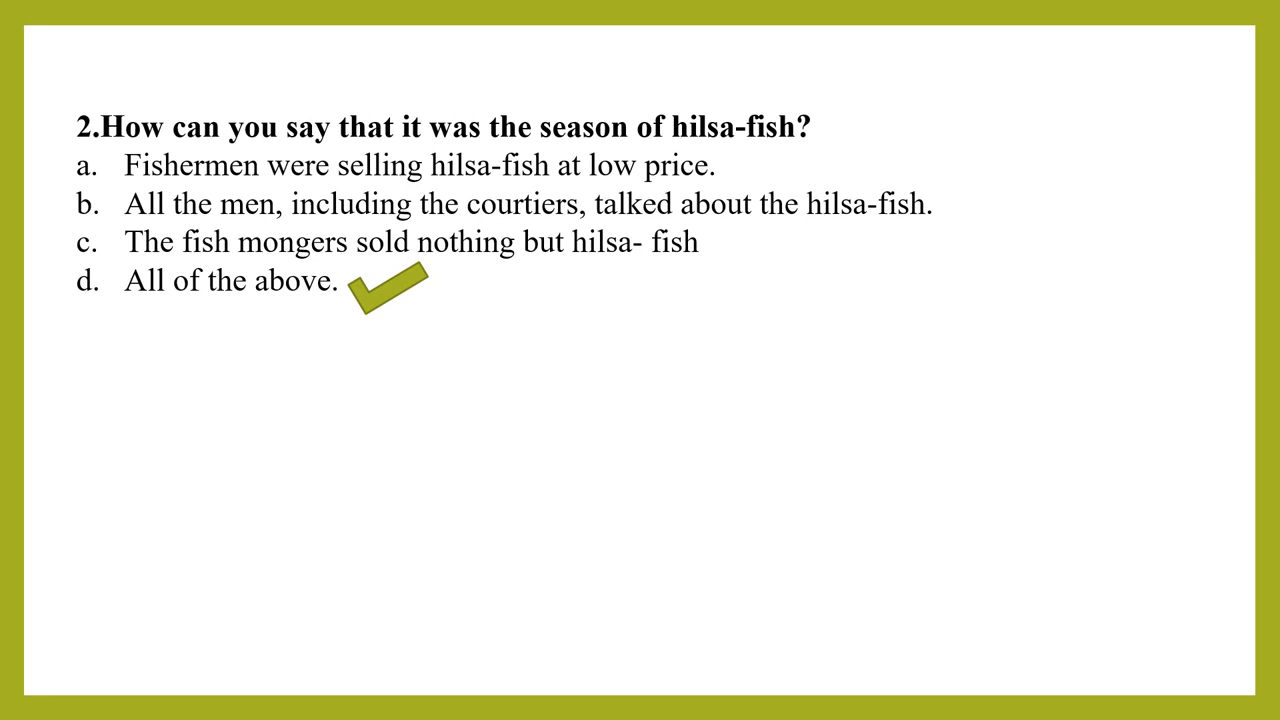 2.How can you say that it was the season of hilsa-fish?
a. Fishermen were selling hilsa-fish at low price.
b. All the men, including the courtiers, talked about the hilsa-fish.
c. The fish mongers sold nothing but hilsa- fish
d. All of the above.